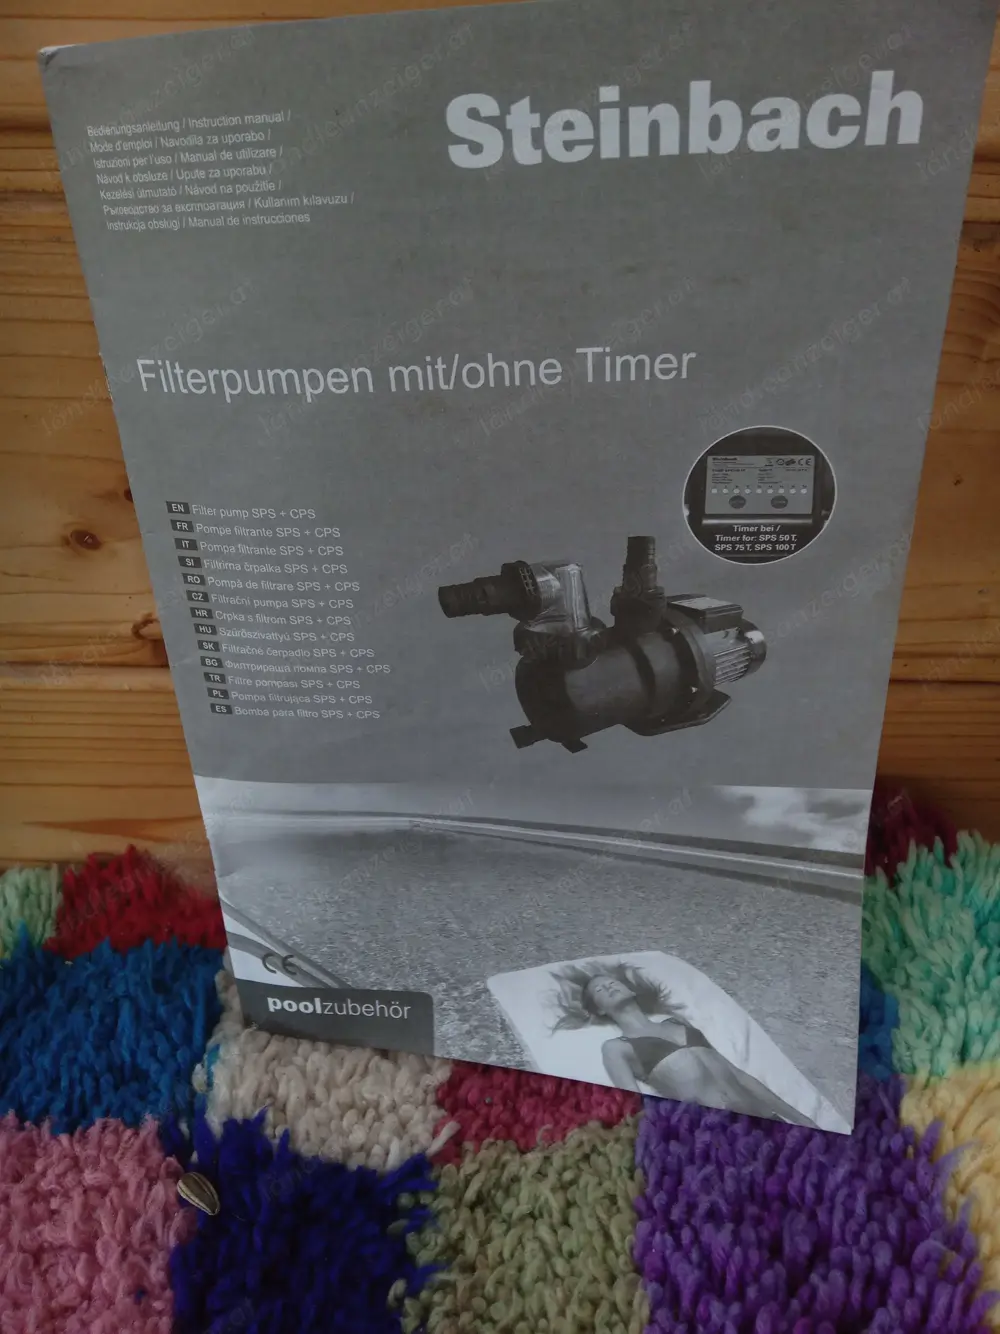 Steinbach
Bedienungsanleitung / Instruction manual /
Mode d'emploi / Navodila za uporabo /
Istruzioni per l'uso / Manual de utilizare /
Návod k obsluze / Upute za uporabu /
Kezelési útmutató / Návod na použitie /
Ръководство за експлоатация / Kullanım kılavuzu /
Instrukcja obsługi / Manual de instrucciones
Filterpumpen mit/ohne Timer
Steinbach
Timer bei /
Timer for: SPS 50 T,
SPS 75 T, SPS 100 T
EN Filter pump SPS + CPS
FR Pompe filtrante SPS + CPS
IT Pompa filtrante SPS + CPS
SI Filtrirna črpalka SPS + CPS
RO Pompă de filtrare SPS + CPS
CZ Filtrační pumpa SPS + CPS
HR Crpka s filtrom SPS + CPS
HU Szűrőszivattyú SPS + CPS
SK Filtračné čerpadlo SPS + CPS
BG Филтрираща помпа SPS + CPS
TR Filtre pompası SPS + CPS
PL Pompa filtrująca SPS + CPS
ES Bomba para filtro SPS + CPS
CE
poolzubehör
landkreisanzeiger.at